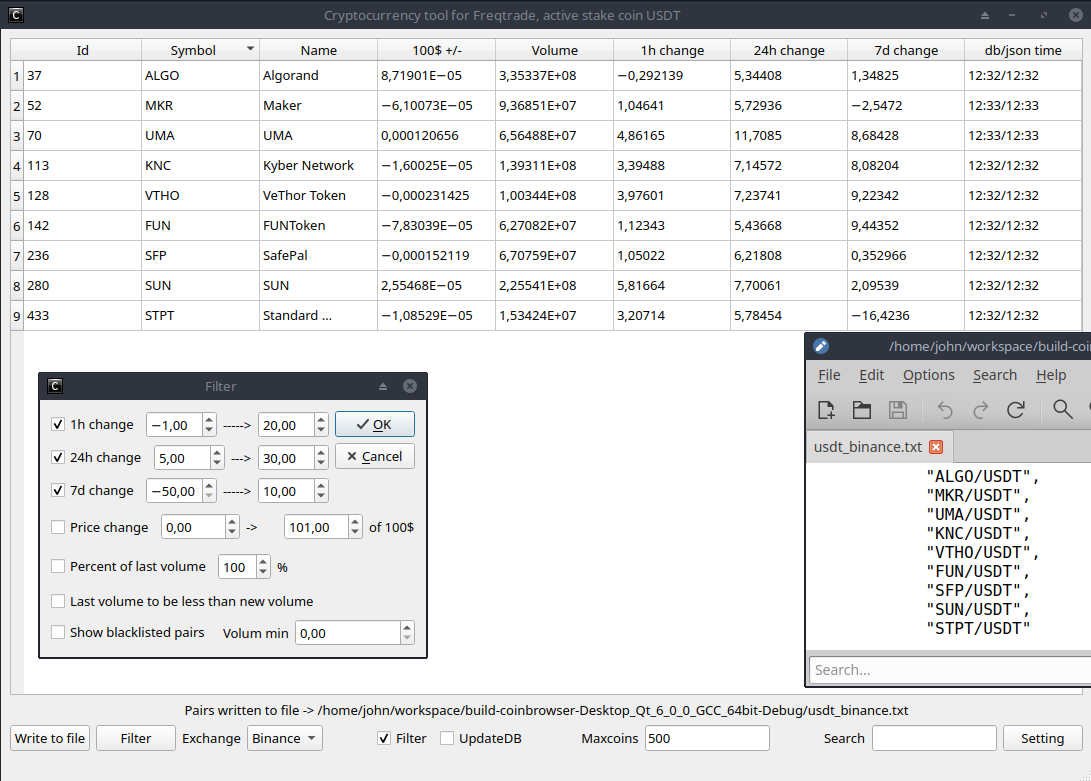 Cryptocurrency tool for Freqtrade, active stake coin USDT
Id Symbol Name 100$ +/- Volume 1h change 24h change 7d change db/json time
1 37 ALGO Algorand 8,71901E−05 3,35337E+08 −0,292139 5,34408 1,34825 12:32/12:32
2 52 MKR Maker −6,10073E−05 9,36851E+07 1,04641 5,72936 −2,5472 12:33/12:33
3 70 UMA UMA 0,000120656 6,56488E+07 4,86165 11,7085 8,68428 12:33/12:33
4 113 KNC Kyber Network −1,60025E−05 1,39311E+08 3,39488 7,14572 8,08204 12:32/12:32
5 128 VTHO VeThor Token −0,000231425 1,00344E+08 3,97601 7,23741 9,22342 12:32/12:32
6 142 FUN FUNToken −7,83039E−05 6,27082E+07 1,12343 5,43668 9,44352 12:32/12:32
7 236 SFP SafePal −0,000152119 6,70759E+07 1,05022 6,21808 0,352966 12:32/12:32
8 280 SUN SUN 2,55468E−05 2,25541E+08 5,81664 7,70061 2,09539 12:32/12:32
9 433 STPT Standard ... −1,08529E−05 1,53424E+07 3,20714 5,78454 −16,4236 12:32/12:32
Filter
1h change −1,00 -----> 20,00 OK
24h change 5,00 ---> 30,00 Cancel
7d change −50,00 -----> 10,00
Price change 0,00 -> 101,00 of 100$
Percent of last volume 100 %
Last volume to be less than new volume
Show blacklisted pairs Volum min 0,00
/home/john/workspace/build-coi
File Edit Options Search Help
usdt_binance.txt
"ALGO/USDT",
"MKR/USDT",
"UMA/USDT",
"KNC/USDT",
"VTHO/USDT",
"FUN/USDT",
"SFP/USDT",
"SUN/USDT",
"STPT/USDT"
Search...
Pairs written to file -> /home/john/workspace/build-coinbrowser-Desktop_Qt_6_0_0_GCC_64bit-Debug/usdt_binance.txt
Write to file Filter Exchange Binance Filter UpdateDB Maxcoins 500 Search Setting